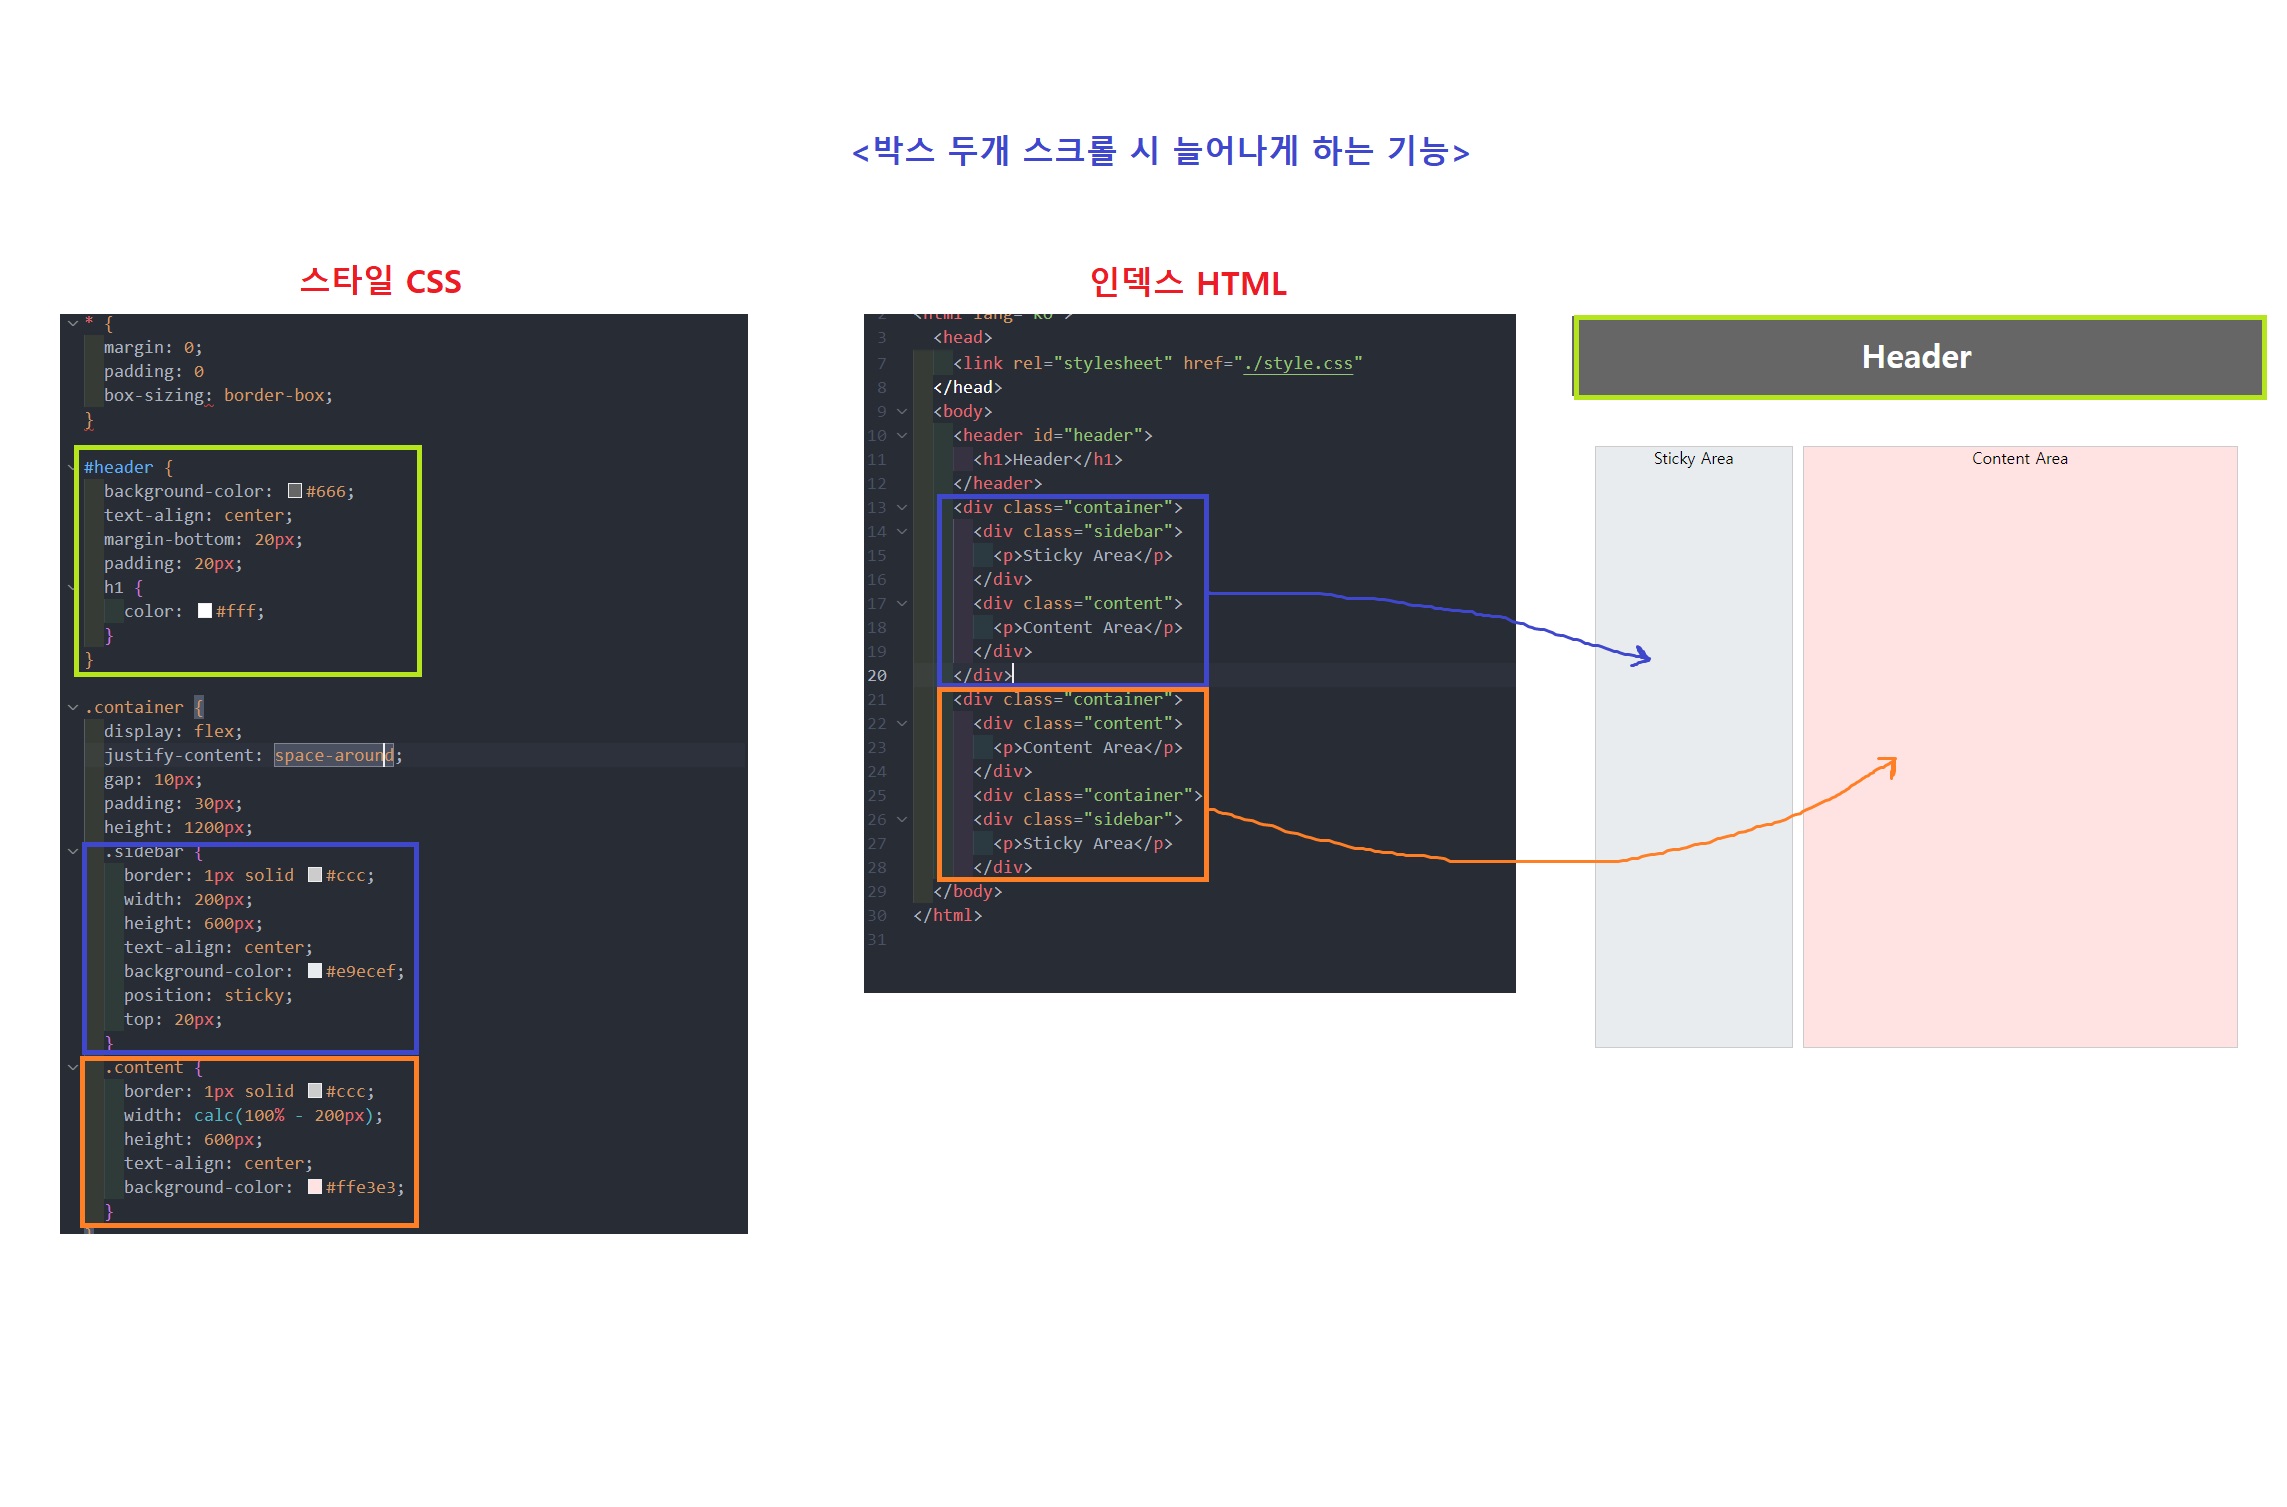 <박스 두개 스크롤 시 늘어나게 하는 기능>
스타일 CSS
* {
margin: 0;
padding: 0
box-sizing: border-box;
}
#header {
background-color: #666;
text-align: center;
margin-bottom: 20px;
padding: 20px;
h1 {
color: #fff;
}
}
.container {
display: flex;
justify-content: space-around;
gap: 10px;
padding: 30px;
height: 1200px;
.sidebar {
border: 1px solid #ccc;
width: 200px;
height: 600px;
text-align: center;
background-color: #e9ecef;
position: sticky;
top: 20px;
}
.content {
border: 1px solid #ccc;
width: calc(100% - 200px);
height: 600px;
text-align: center;
background-color: #ffe3e3;
}
}
인덱스 HTML
2 <html lang="ko">
3 <head>
7 <link rel="stylesheet" href="./style.css"
8 </head>
9 <body>
10 <header id="header">
11 <h1>Header</h1>
12 </header>
13 <div class="container">
14 <div class="sidebar">
15 <p>Sticky Area</p>
16 </div>
17 <div class="content">
18 <p>Content Area</p>
19 </div>
20 </div>
21 <div class="container">
22 <div class="content">
23 <p>Content Area</p>
24 </div>
25 <div class="container">
26 <div class="sidebar">
27 <p>Sticky Area</p>
28 </div>
29 </body>
30 </html>
31
Header
Sticky Area
Content Area